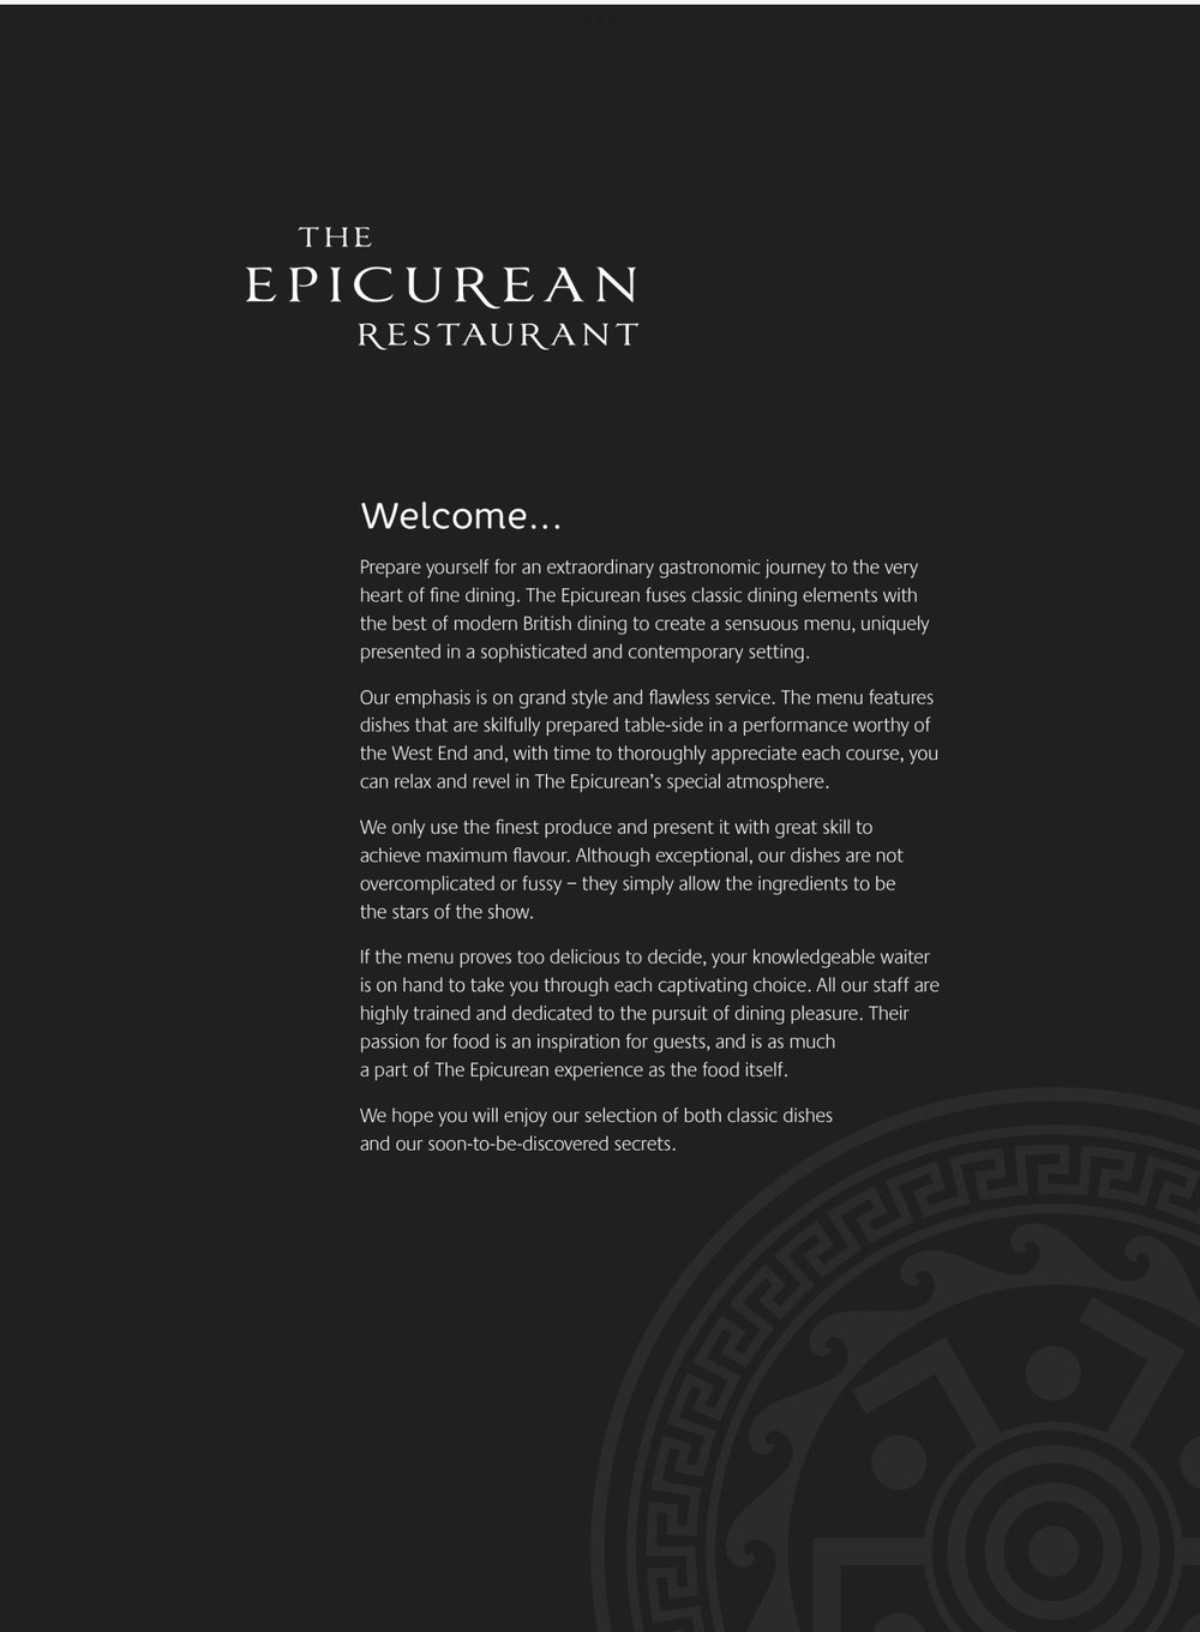 THE
EPICUREAN
RESTAURANT
Welcome...
Prepare yourself for an extraordinary gastronomic journey to the very
heart of fine dining. The Epicurean fuses classic dining elements with
the best of modern British dining to create a sensuous menu, uniquely
presented in a sophisticated and contemporary setting.
Our emphasis is on grand style and flawless service. The menu features
dishes that are skilfully prepared table-side in a performance worthy of
the West End and, with time to thoroughly appreciate each course, you
can relax and revel in The Epicurean’s special atmosphere.
We only use the finest produce and present it with great skill to
achieve maximum flavour. Although exceptional, our dishes are not
overcomplicated or fussy – they simply allow the ingredients to be
the stars of the show.
If the menu proves too delicious to decide, your knowledgeable waiter
is on hand to take you through each captivating choice. All our staff are
highly trained and dedicated to the pursuit of dining pleasure. Their
passion for food is an inspiration for guests, and is as much
a part of The Epicurean experience as the food itself.
We hope you will enjoy our selection of both classic dishes
and our soon-to-be-discovered secrets.